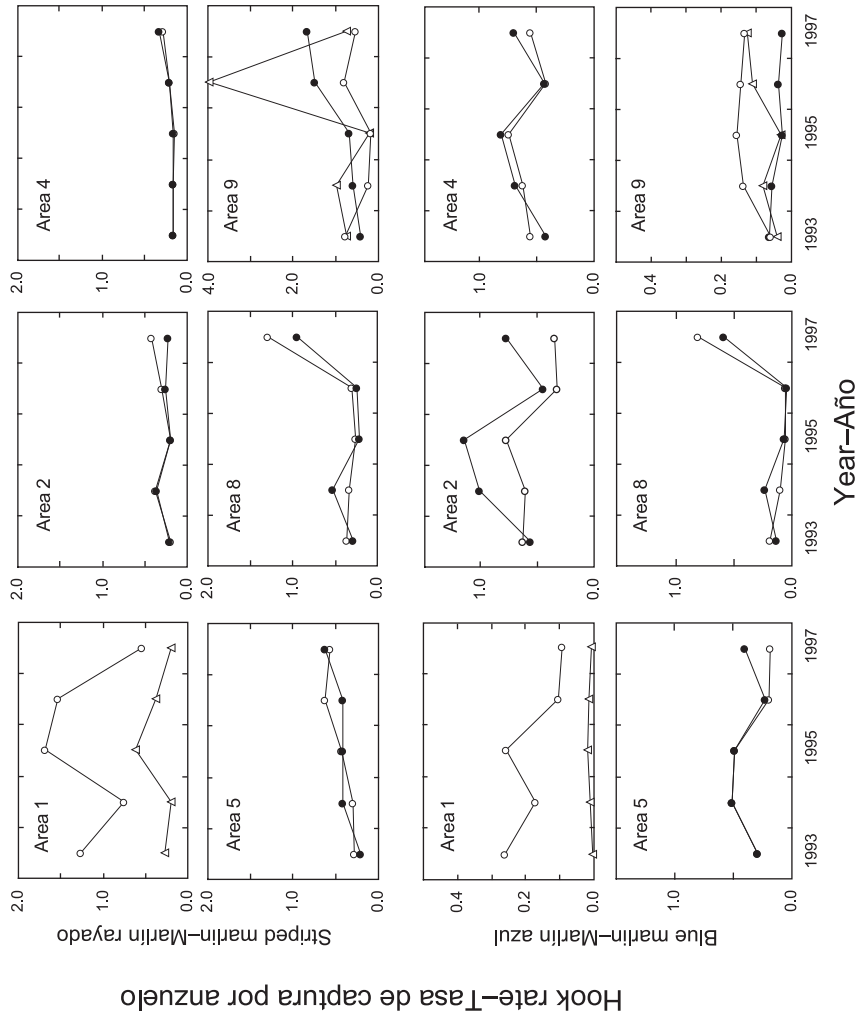 Hook rate–Tasa de captura por anzuelo
Striped marlin–Marlín rayado
Blue marlin–Marlín azul
2.0
1.0
0.0
Area 1
2.0
1.0
0.0
Area 2
2.0
1.0
0.0
Area 4
2.0
1.0
0.0
Area 5
2.0
1.0
0.0
Area 8
4.0
2.0
0.0
Area 9
0.4
0.2
0.0
Area 1
1.0
0.0
Area 2
1.0
0.0
Area 4
1.0
0.0
Area 5
1.0
0.0
Area 8
0.4
0.2
0.0
Area 9
1993 1995 1997
1993 1995 1997
1993 1995 1997
Year–Año